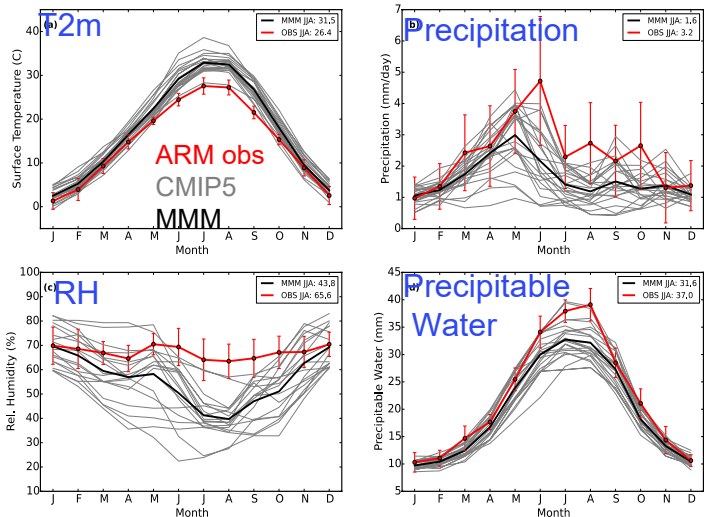 (a)
T2m
MMM JJA: 31,5
OBS JJA: 26.4
Surface Temperature (C)
40
30
20
10
0
ARM obs
CMIP5
MMM
J F M A M J J A S O N D
Month
(b)
Precipitation
MMM JJA: 1,6
OBS JJA: 3.2
Precipitation (mm/day)
7
6
5
4
3
2
1
0
J F M A M J J A S O N D
Month
(c)
RH
MMM JJA: 43,8
OBS JJA: 65,6
Rel. Humidity (%)
100
90
80
70
60
50
40
30
20
10
J F M A M J J A S O N D
Month
(d)
Precipitable
Water
MMM JJA: 31,6
OBS JJA: 37,0
Precipitable Water (mm)
45
40
35
30
25
20
15
10
5
J F M A M J J A S O N D
Month